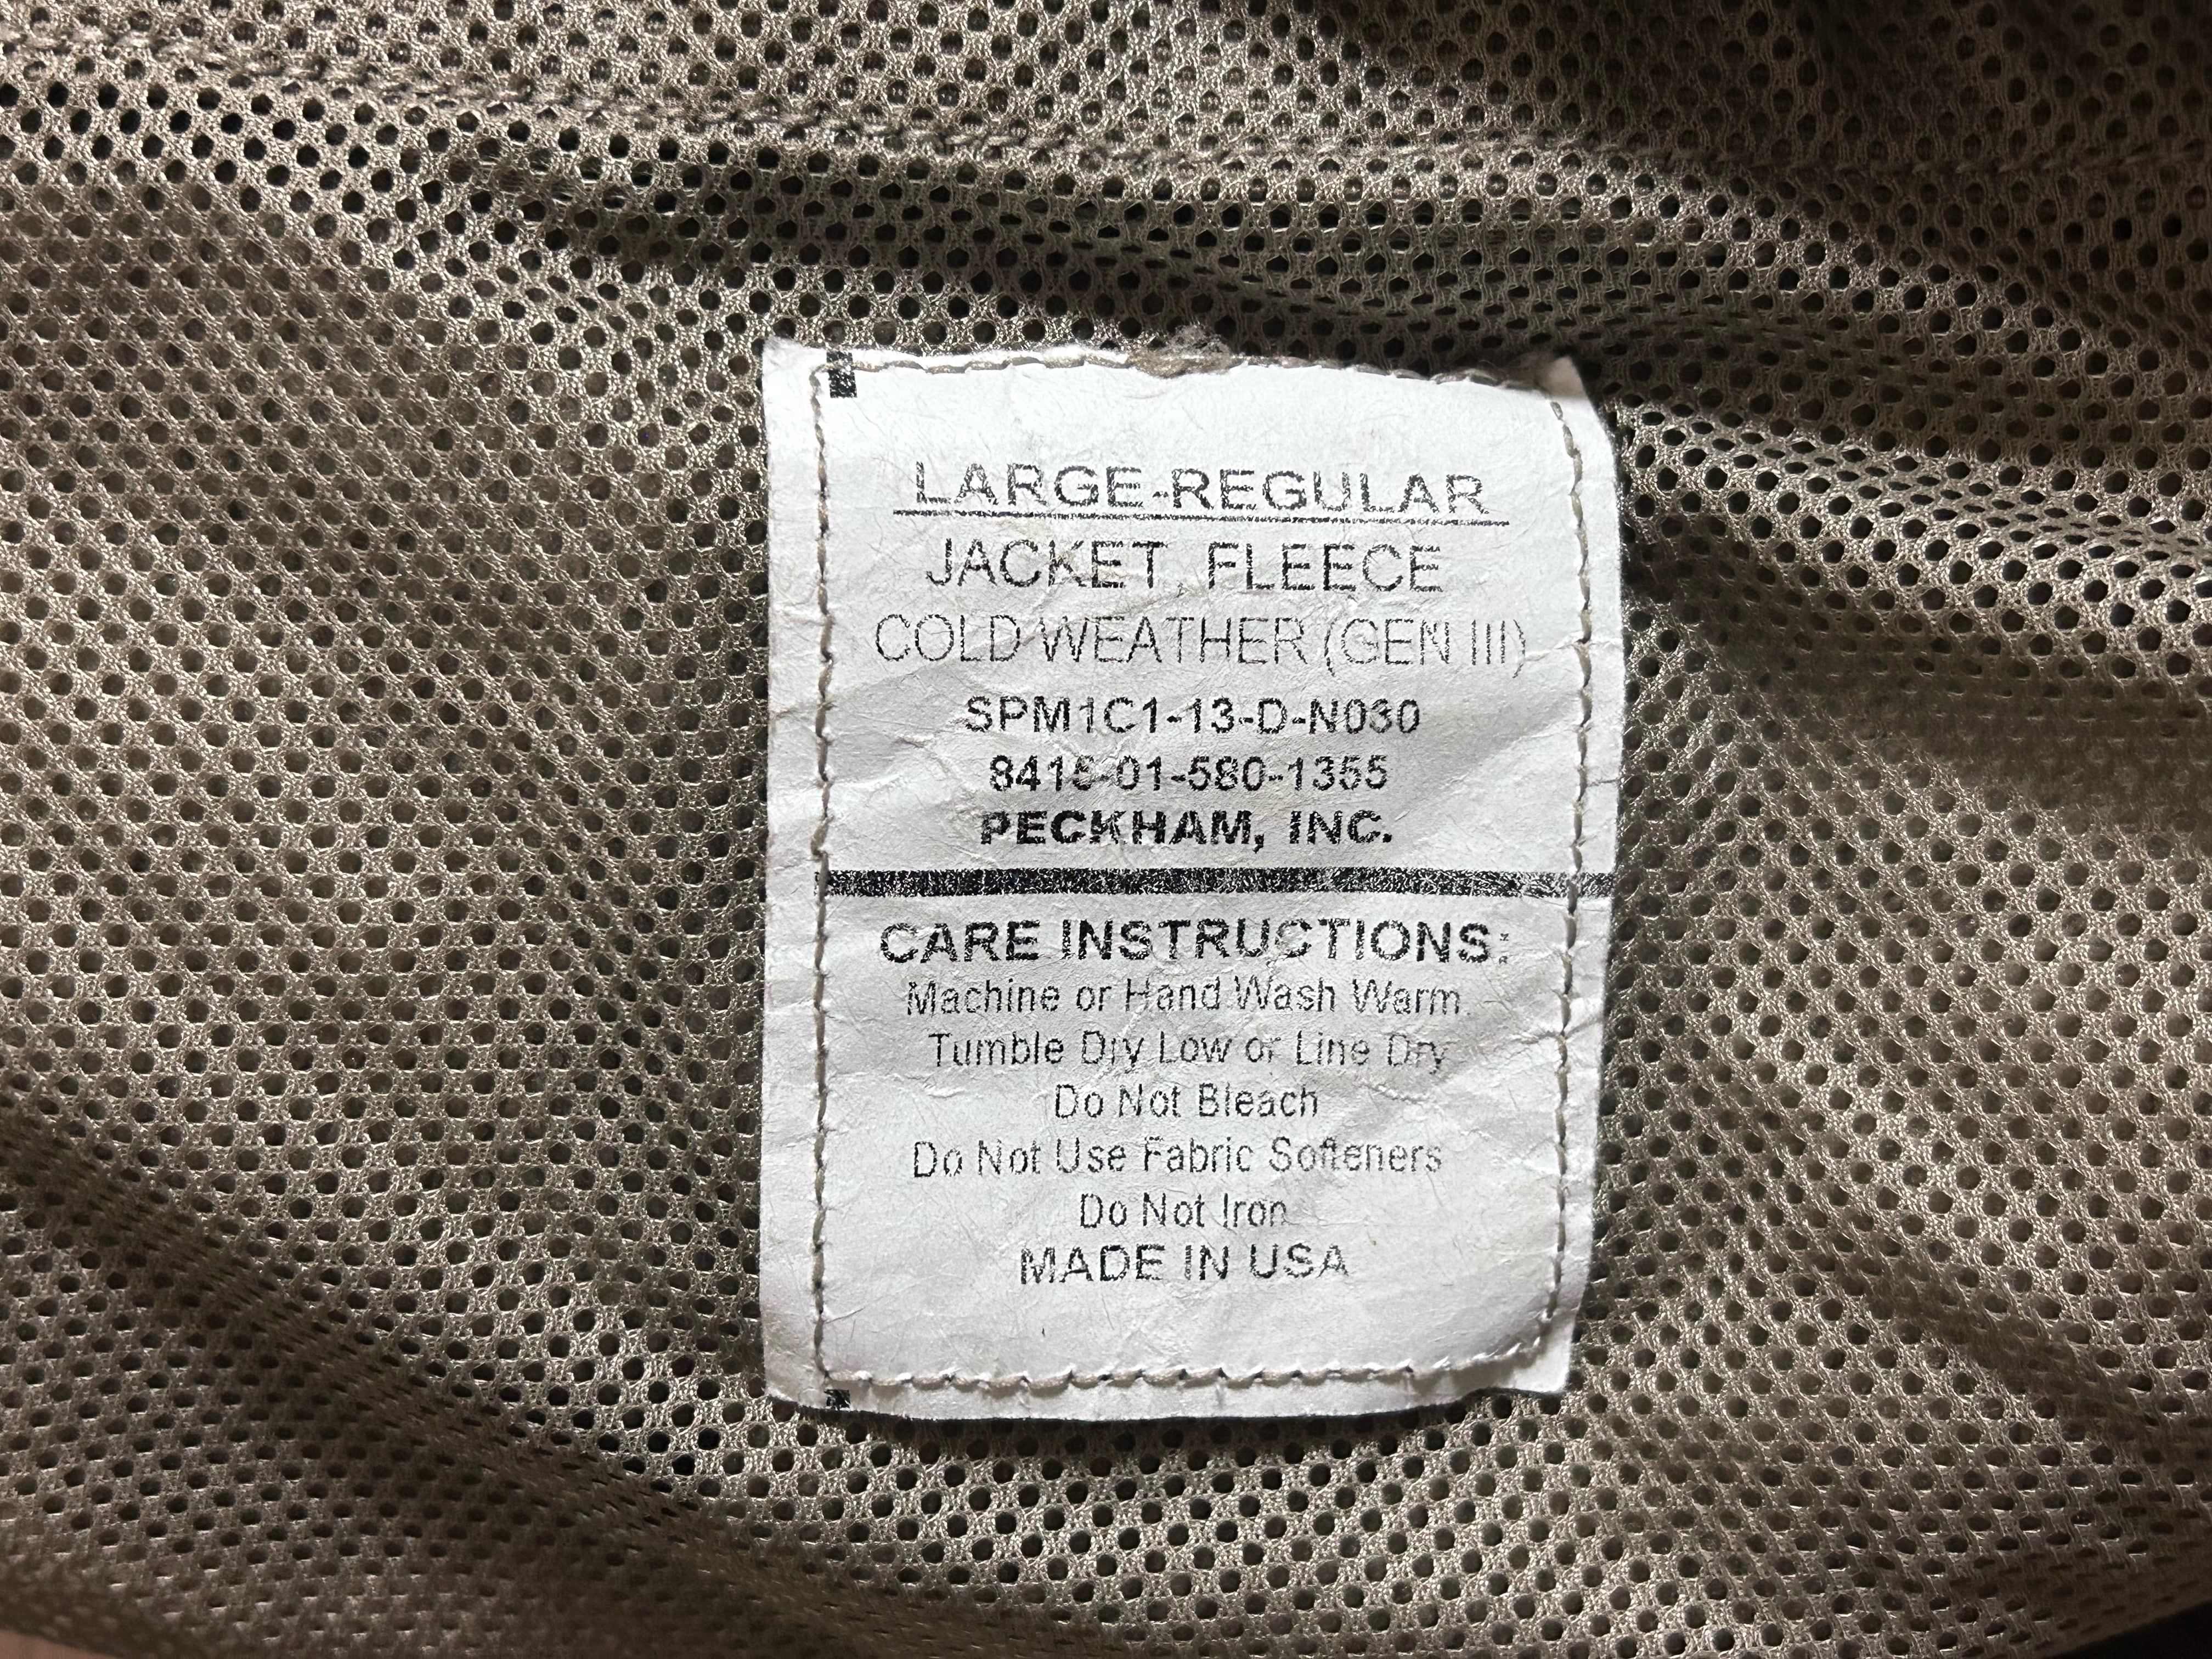 LARGE-REGULAR
JACKET, FLEECE
COLD WEATHER (GEN III)
SPM1C1-13-D-N030
8415-01-580-1355
PECKHAM, INC.
CARE INSTRUCTIONS:
Machine or Hand Wash Warm
Tumble Dry Low or Line Dry
Do Not Bleach
Do Not Use Fabric Softeners
Do Not Iron
MADE IN USA